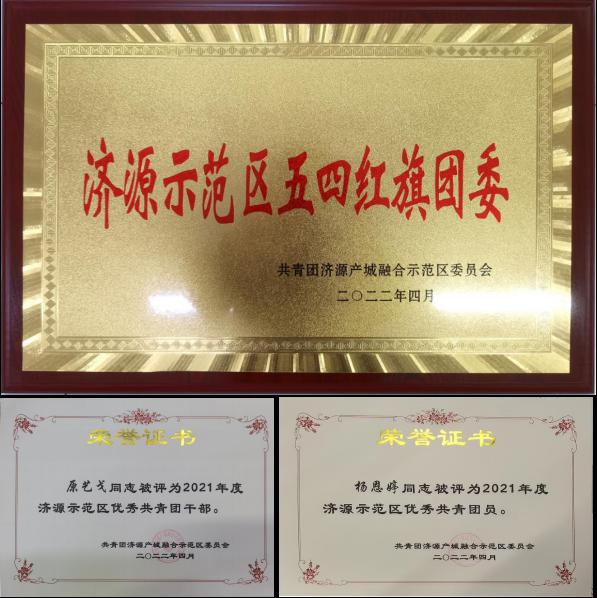 济源示范区五四红旗团委
共青团济源产城融合示范区委员会
二〇二二年四月
荣誉证书
原艺戈同志被评为2021年度
济源示范区优秀共青团干部。
共青团济源产城融合示范区委员会
二〇二二年四月
荣誉证书
杨恩婷同志被评为2021年度
济源示范区优秀共青团员。
共青团济源产城融合示范区委员会
二〇二二年四月